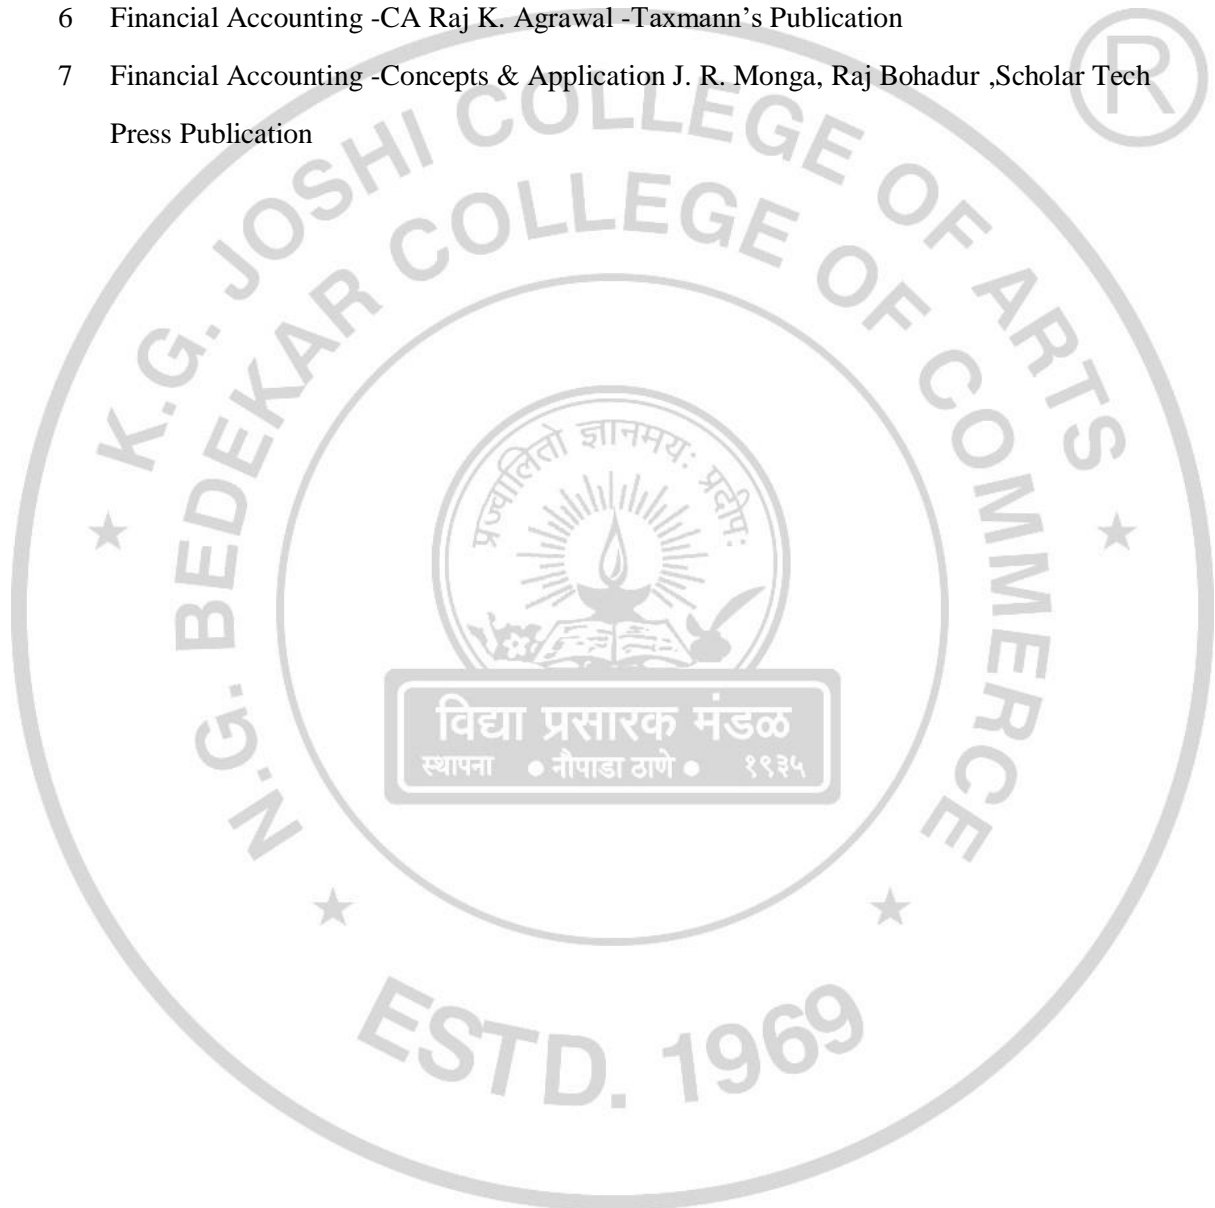 6 Financial Accounting -CA Raj K. Agrawal -Taxmann’s Publication
7 Financial Accounting -Concepts & Application J. R. Monga, Raj Bohadur ,Scholar Tech
Press Publication
®
K.G. JOSHI COLLEGE OF ARTS
N.G. BEDEKAR COLLEGE OF COMMERCE
प्रज्वालितो ज्ञानमयः प्रदीपः
विद्या प्रसारक मंडळ
स्थापना ● नौपाडा ठाणे ● १९३५
ESTD. 1969